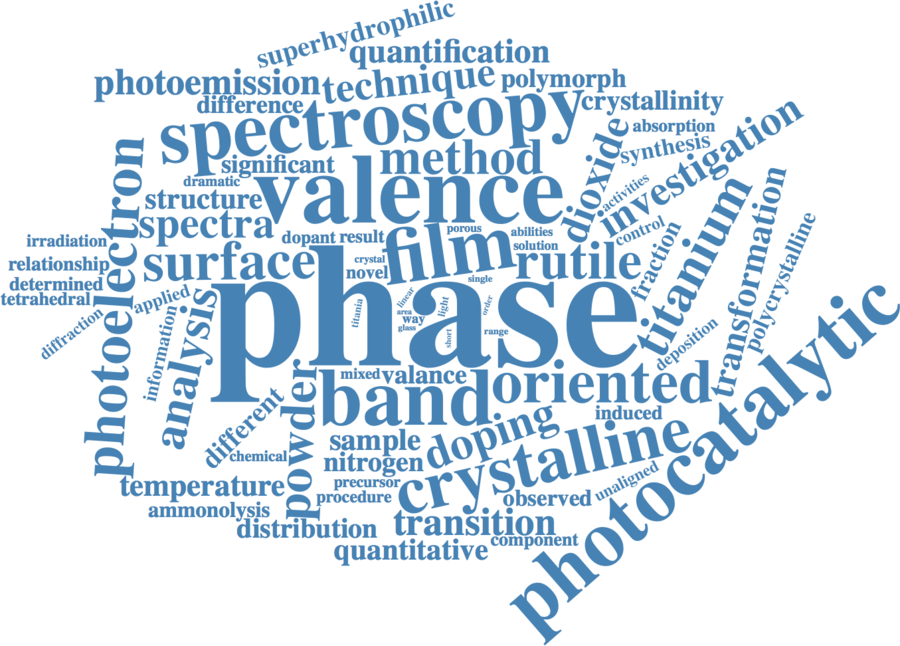 superhydrophilic
quantification
photoemission
technique
polymorph
difference
spectroscopy
crystallinity
absorption
synthesis
investigation
dioxide
significant
method
dramatic
valence
activities
structure
spectra
photoelectron
dopant
result
porous
abilities
solution
control
film
irradiation
relationship
determined
tetrahedral
surface
crystal
novel
single
rutile
fraction
titanium
transformation
polycrystalline
applied
diffraction
information
analysis
phase
titania
linear
area
way
glass
light
short
order
range
deposition
photocatalytic
mixed
valance
oriented
band
powder
different
chemical
induced
sample
doping
nitrogen
crystalline
precursor
procedure
observed
unaligned
temperature
ammonolysis
distribution
transition
component
quantitative